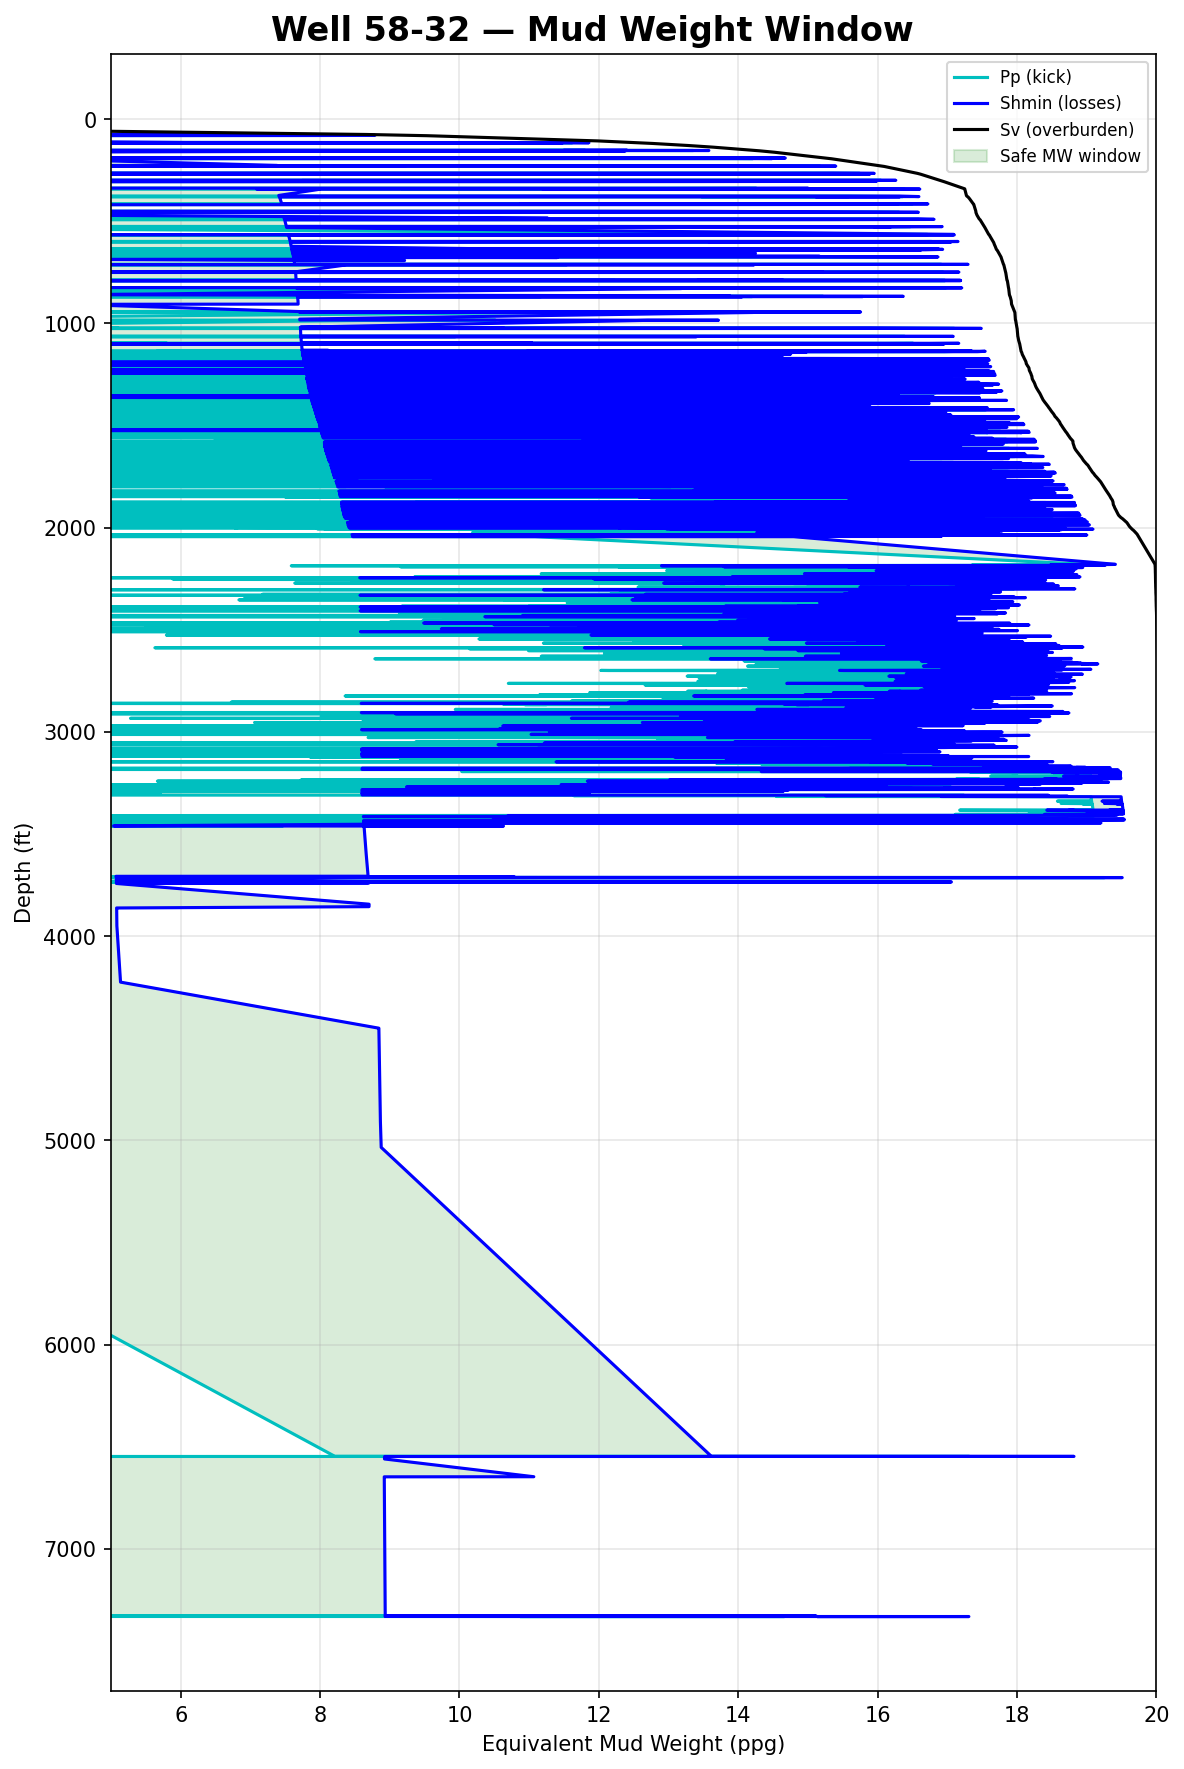 Well 58-32 — Mud Weight Window
Pp (kick)
Shmin (losses)
Sv (overburden)
Safe MW window
0
1000
2000
3000
4000
5000
6000
7000
Depth (ft)
6 8 10 12 14 16 18 20
Equivalent Mud Weight (ppg)